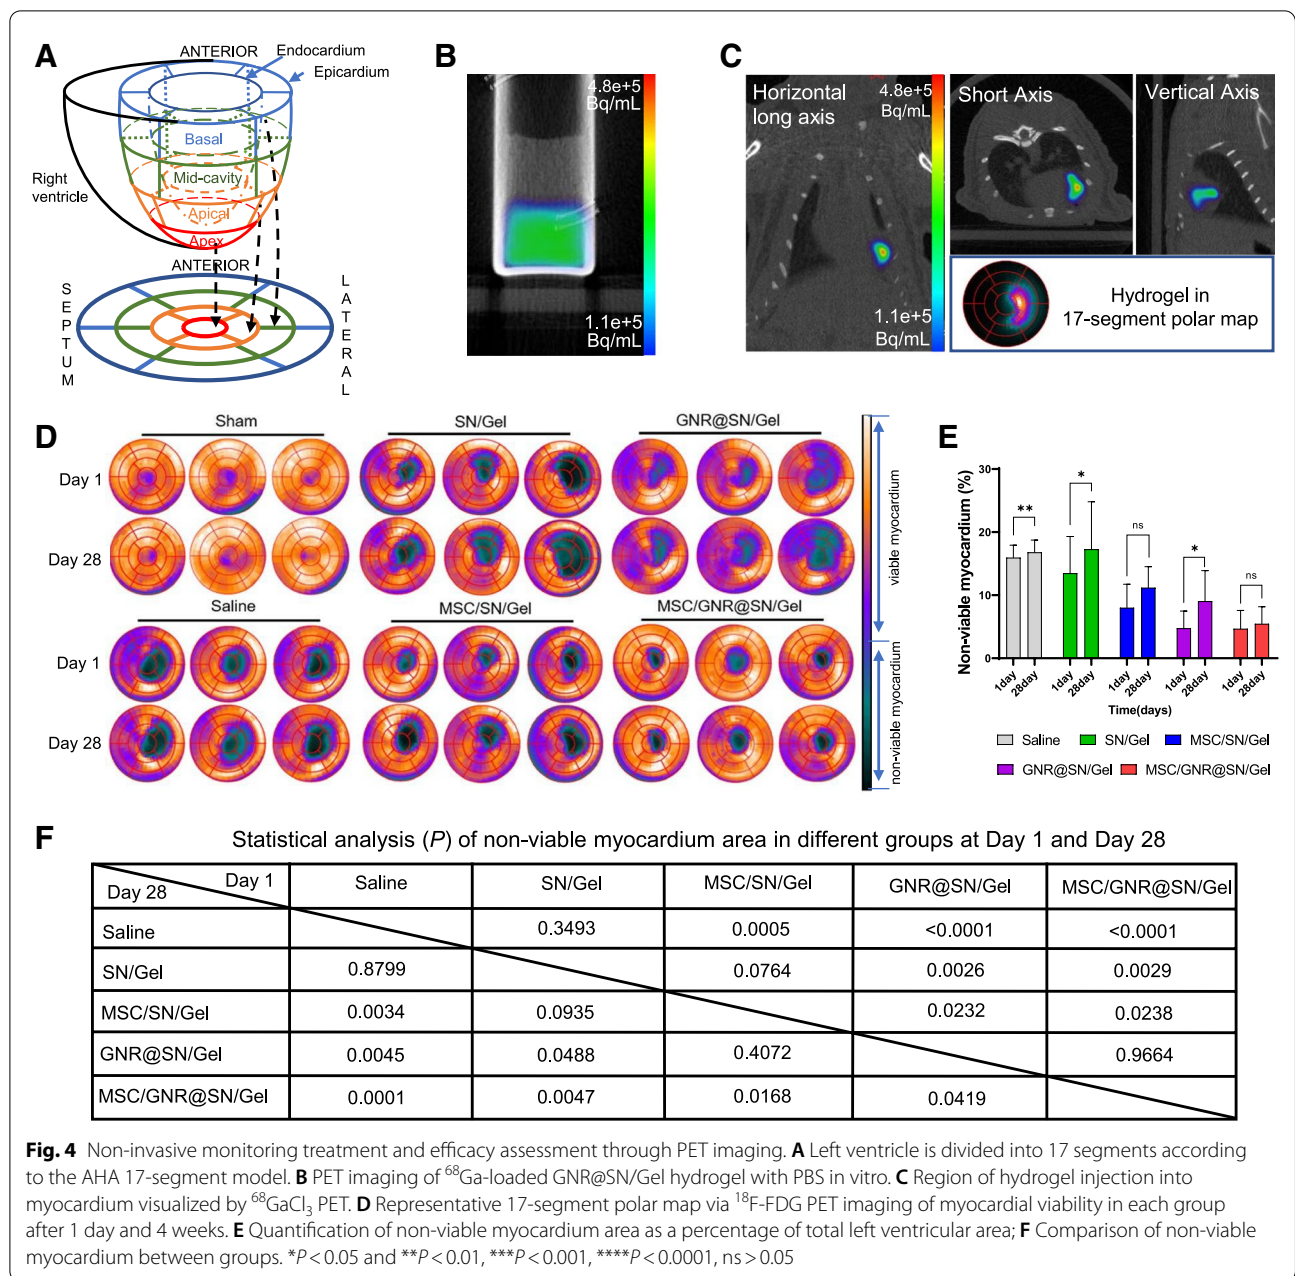 A
ANTERIOR
Endocardium
Epicardium
Basal
Mid-cavity
Right
ventricle
Apical
Apex
ANTERIOR
SEPTUM
LATERAL
B
4.8e+5
Bq/mL
1.1e+5
Bq/mL
C
Horizontal
long axis
4.8e+5
Bq/mL
1.1e+5
Bq/mL
Short Axis
Vertical Axis
Hydrogel in
17-segment polar map
D
Sham
SN/Gel
GNR@SN/Gel
Day 1
Day 28
Saline
MSC/SN/Gel
MSC/GNR@SN/Gel
Day 1
Day 28
viable myocardium
non-viable myocardium
E
Non-viable myocardium (%)
30
20
10
0
** * ns * ns
1day 28day 1day 28day 1day 28day 1day 28day 1day 28day
Time(days)
Saline SN/Gel MSC/SN/Gel
GNR@SN/Gel MSC/GNR@SN/Gel
F
Statistical analysis (P) of non-viable myocardium area in different groups at Day 1 and Day 28
Day 28 Day 1 Saline SN/Gel MSC/SN/Gel GNR@SN/Gel MSC/GNR@SN/Gel
Saline 0.3493 0.0005 <0.0001 <0.0001
SN/Gel 0.8799 0.0764 0.0026 0.0029
MSC/SN/Gel 0.0034 0.0935 0.0232 0.0238
GNR@SN/Gel 0.0045 0.0488 0.4072 0.9664
MSC/GNR@SN/Gel 0.0001 0.0047 0.0168 0.0419
Fig. 4 Non-invasive monitoring treatment and efficacy assessment through PET imaging. A Left ventricle is divided into 17 segments according
to the AHA 17-segment model. B PET imaging of ⁶⁸Ga-loaded GNR@SN/Gel hydrogel with PBS in vitro. C Region of hydrogel injection into
myocardium visualized by ⁶⁸GaCl₃ PET. D Representative 17-segment polar map via ¹⁸F-FDG PET imaging of myocardial viability in each group
after 1 day and 4 weeks. E Quantification of non-viable myocardium area as a percentage of total left ventricular area; F Comparison of non-viable
myocardium between groups. *P < 0.05 and **P < 0.01, ***P < 0.001, ****P < 0.0001, ns > 0.05